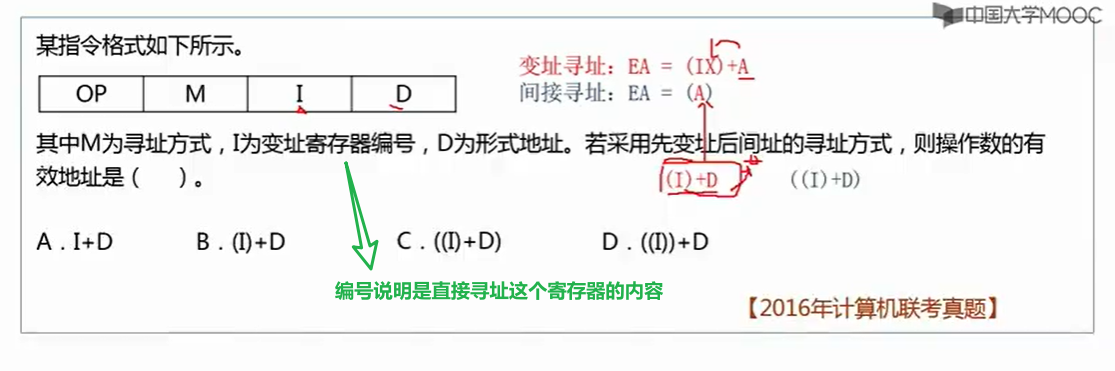 中国大学MOOC
某指令格式如下所示。
OP M I D
变址寻址: EA = (IX)+A
间接寻址: EA = (A)
其中M为寻址方式，I为变址寄存器编号，D为形式地址。若采用先变址后间址的寻址方式，则操作数的有
效地址是（ ）。
(I)+D ((I)+D)
A．I+D B．(I)+D C．((I)+D) D．((I))+D
编号说明是直接寻址这个寄存器的内容
【2016年计算机联考真题】